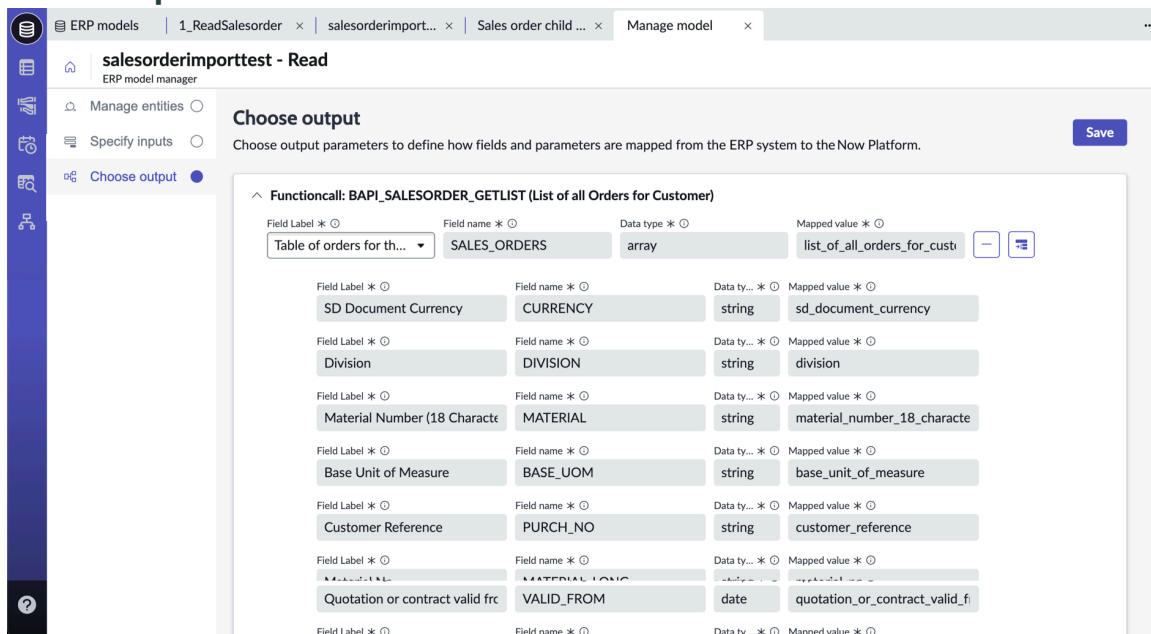 ERP models
1_ReadSalesorder ×
salesorderimport... ×
Sales order child ... ×
Manage model ×
salesorderimporttest - Read
ERP model manager
Manage entities
Specify inputs
Choose output
Choose output
Choose output parameters to define how fields and parameters are mapped from the ERP system to the Now Platform.
Save
Functioncall: BAPI_SALESORDER_GETLIST (List of all Orders for Customer)
Field Label * Field name * Data type * Mapped value *
Table of orders for th... SALES_ORDERS array list_of_all_orders_for_custo
Field Label * Field name * Data ty... * Mapped value *
SD Document Currency CURRENCY string sd_document_currency
Field Label * Field name * Data ty... * Mapped value *
Division DIVISION string division
Field Label * Field name * Data ty... * Mapped value *
Material Number (18 Characte MATERIAL string material_number_18_characte
Field Label * Field name * Data ty... * Mapped value *
Base Unit of Measure BASE_UOM string base_unit_of_measure
Field Label * Field name * Data ty... * Mapped value *
Customer Reference PURCH_NO string customer_reference
Field Label * Field name * Data ty... * Mapped value *
Quotation or contract valid frc VALID_FROM date quotation_or_contract_valid_fr
Field Label * Field name * Data ty... * Mapped value *